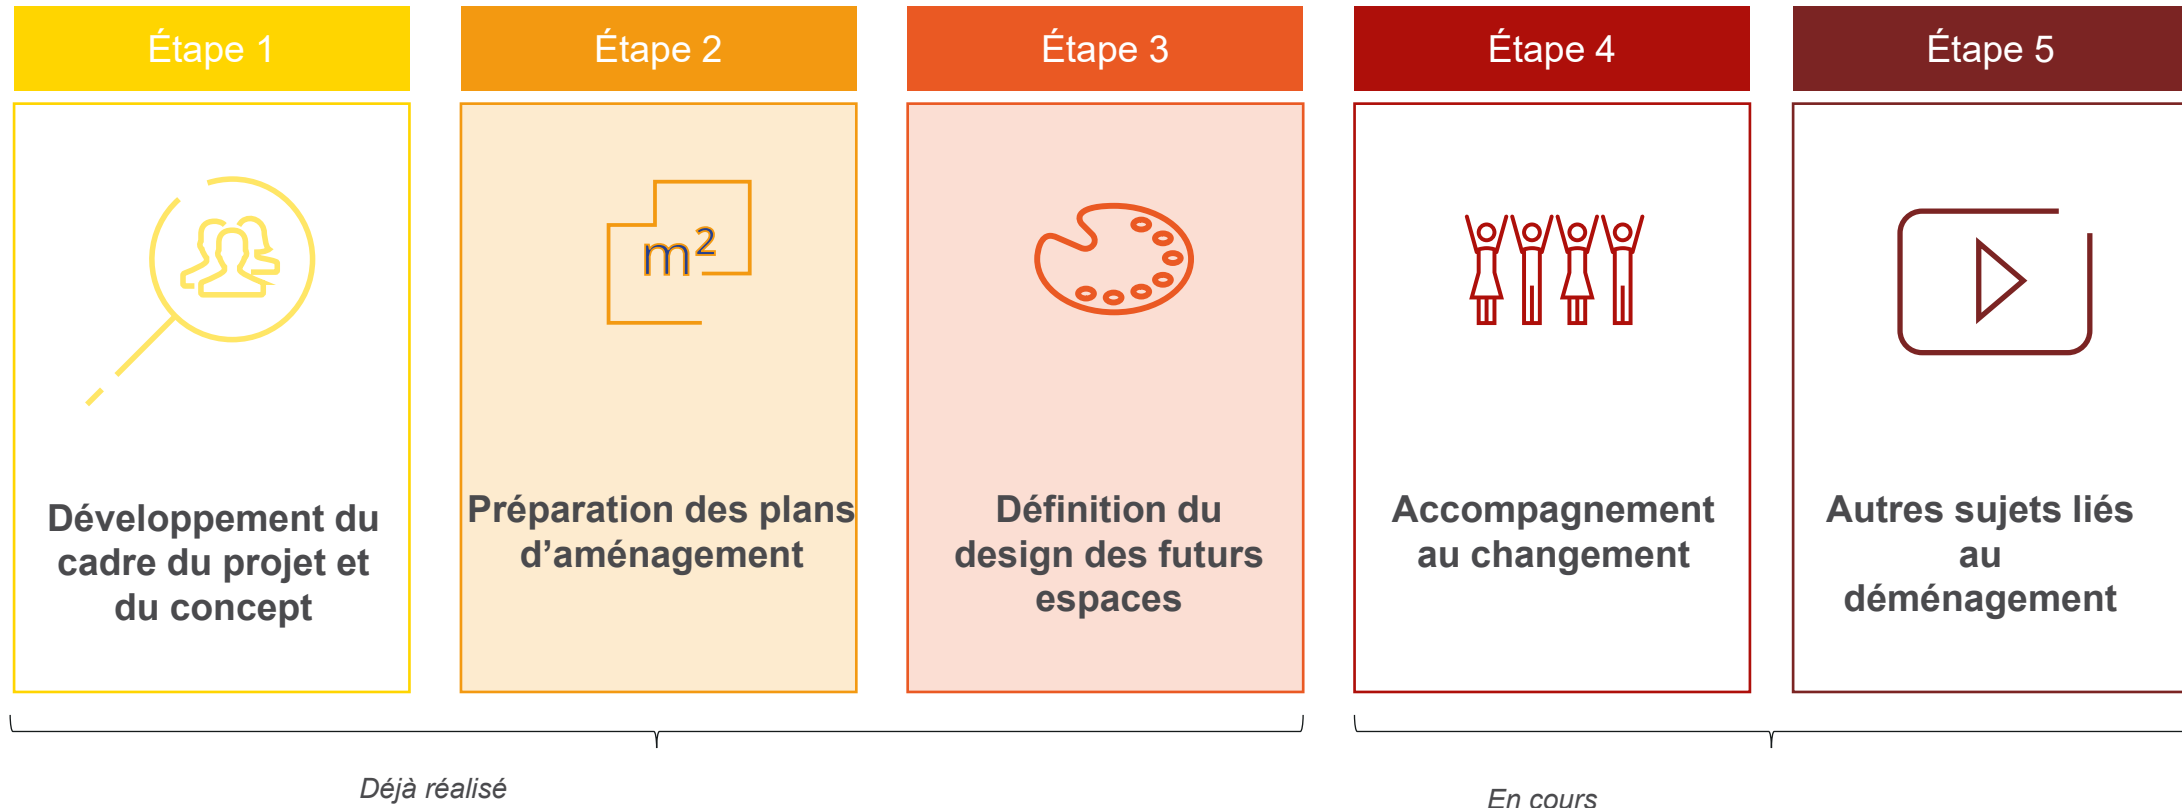 Étape 1
Étape 2
Étape 3
Étape 4
Étape 5
m²
Développement du
cadre du projet et
du concept
Préparation des plans
d’aménagement
Définition du
design des futurs
espaces
Accompagnement
au changement
Autres sujets liés
au
déménagement
Déjà réalisé
En cours